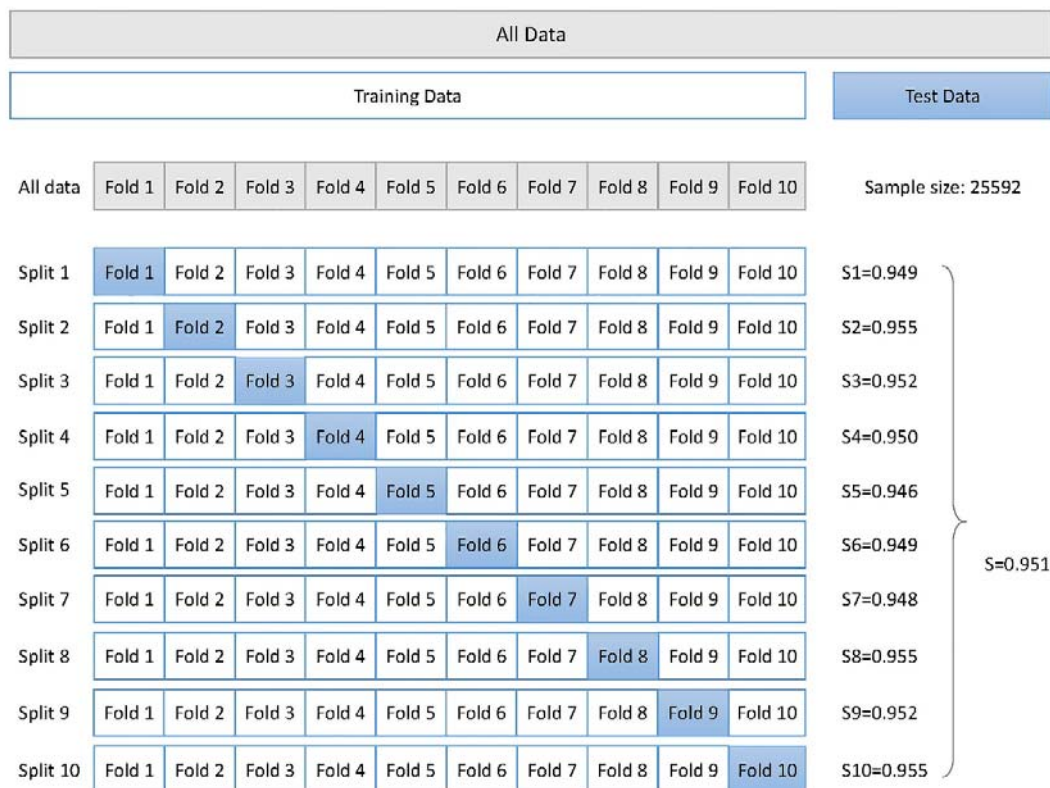 All Data
Training Data Test Data
All data Fold 1 Fold 2 Fold 3 Fold 4 Fold 5 Fold 6 Fold 7 Fold 8 Fold 9 Fold 10 Sample size: 25592
Split 1 Fold 1 Fold 2 Fold 3 Fold 4 Fold 5 Fold 6 Fold 7 Fold 8 Fold 9 Fold 10 S1=0.949
Split 2 Fold 1 Fold 2 Fold 3 Fold 4 Fold 5 Fold 6 Fold 7 Fold 8 Fold 9 Fold 10 S2=0.955
Split 3 Fold 1 Fold 2 Fold 3 Fold 4 Fold 5 Fold 6 Fold 7 Fold 8 Fold 9 Fold 10 S3=0.952
Split 4 Fold 1 Fold 2 Fold 3 Fold 4 Fold 5 Fold 6 Fold 7 Fold 8 Fold 9 Fold 10 S4=0.950
Split 5 Fold 1 Fold 2 Fold 3 Fold 4 Fold 5 Fold 6 Fold 7 Fold 8 Fold 9 Fold 10 S5=0.946
Split 6 Fold 1 Fold 2 Fold 3 Fold 4 Fold 5 Fold 6 Fold 7 Fold 8 Fold 9 Fold 10 S6=0.949
S=0.951
Split 7 Fold 1 Fold 2 Fold 3 Fold 4 Fold 5 Fold 6 Fold 7 Fold 8 Fold 9 Fold 10 S7=0.948
Split 8 Fold 1 Fold 2 Fold 3 Fold 4 Fold 5 Fold 6 Fold 7 Fold 8 Fold 9 Fold 10 S8=0.955
Split 9 Fold 1 Fold 2 Fold 3 Fold 4 Fold 5 Fold 6 Fold 7 Fold 8 Fold 9 Fold 10 S9=0.952
Split 10 Fold 1 Fold 2 Fold 3 Fold 4 Fold 5 Fold 6 Fold 7 Fold 8 Fold 9 Fold 10 S10=0.955